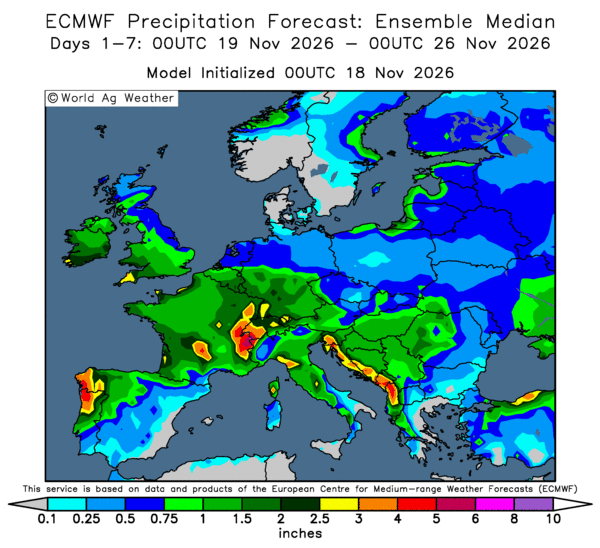 ECMWF Precipitation Forecast: Ensemble Median
Days 1−7: 00UTC 19 Nov 2026 − 00UTC 26 Nov 2026
Model Initialized 00UTC 18 Nov 2026
©World Ag Weather
This service is based on data and products of the European Centre for Medium-range Weather Forecasts (ECMWF)
0.1 0.25 0.5 0.75 1 1.5 2 2.5 3 4 5 6 8 10
inches